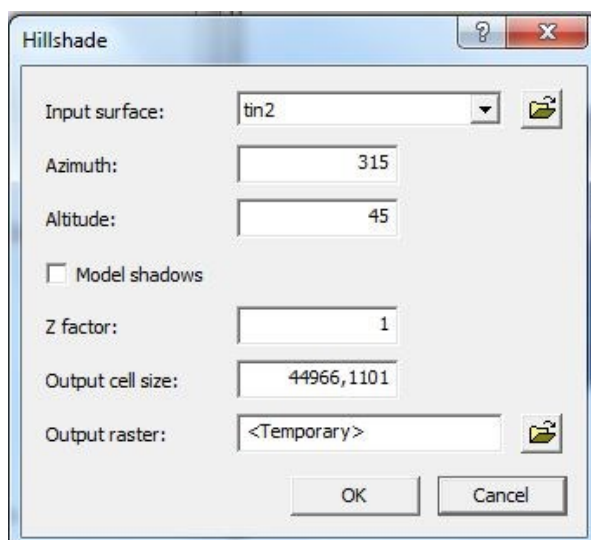 Hillshade
Input surface: tin2
Azimuth: 315
Altitude: 45
Model shadows
Z factor: 1
Output cell size: 44966,1101
Output raster: <Temporary>
OK Cancel